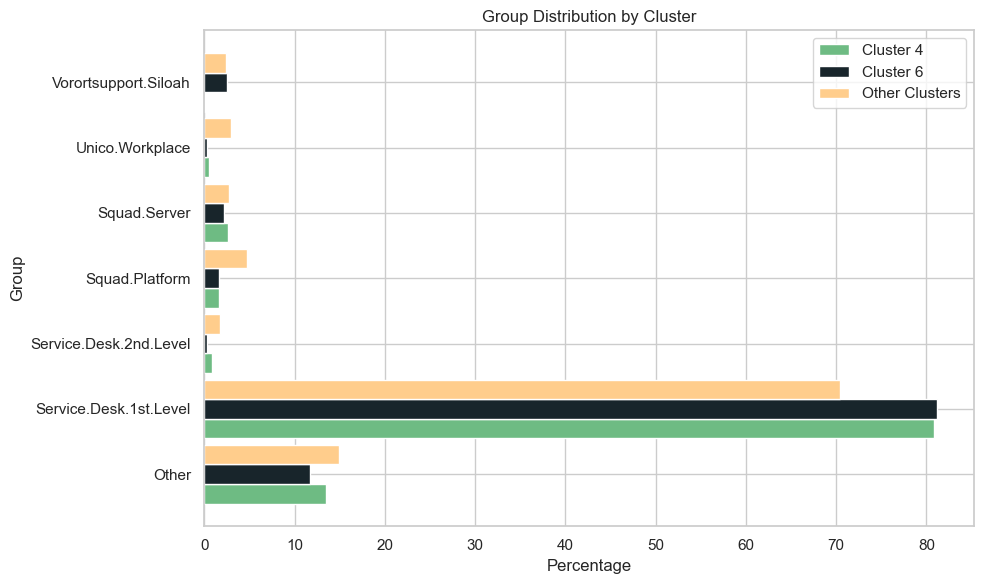 Group Distribution by Cluster
Cluster 4
Cluster 6
Other Clusters
Group
Vorortsupport.Siloah
Unico.Workplace
Squad.Server
Squad.Platform
Service.Desk.2nd.Level
Service.Desk.1st.Level
Other
0 10 20 30 40 50 60 70 80
Percentage